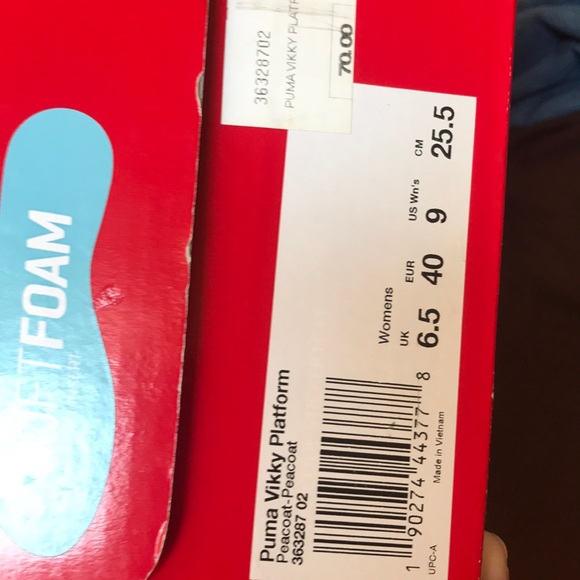 36328702
PUMA VIKKY
70.00
Puma Vikky Platform
Peacoat-Peacoat
363287 02
Womens
UK EUR US Wn's CM
6.5 40 9 25.5
1 90274 44377 8
UPC-A
Made in Vietnam
FOAM